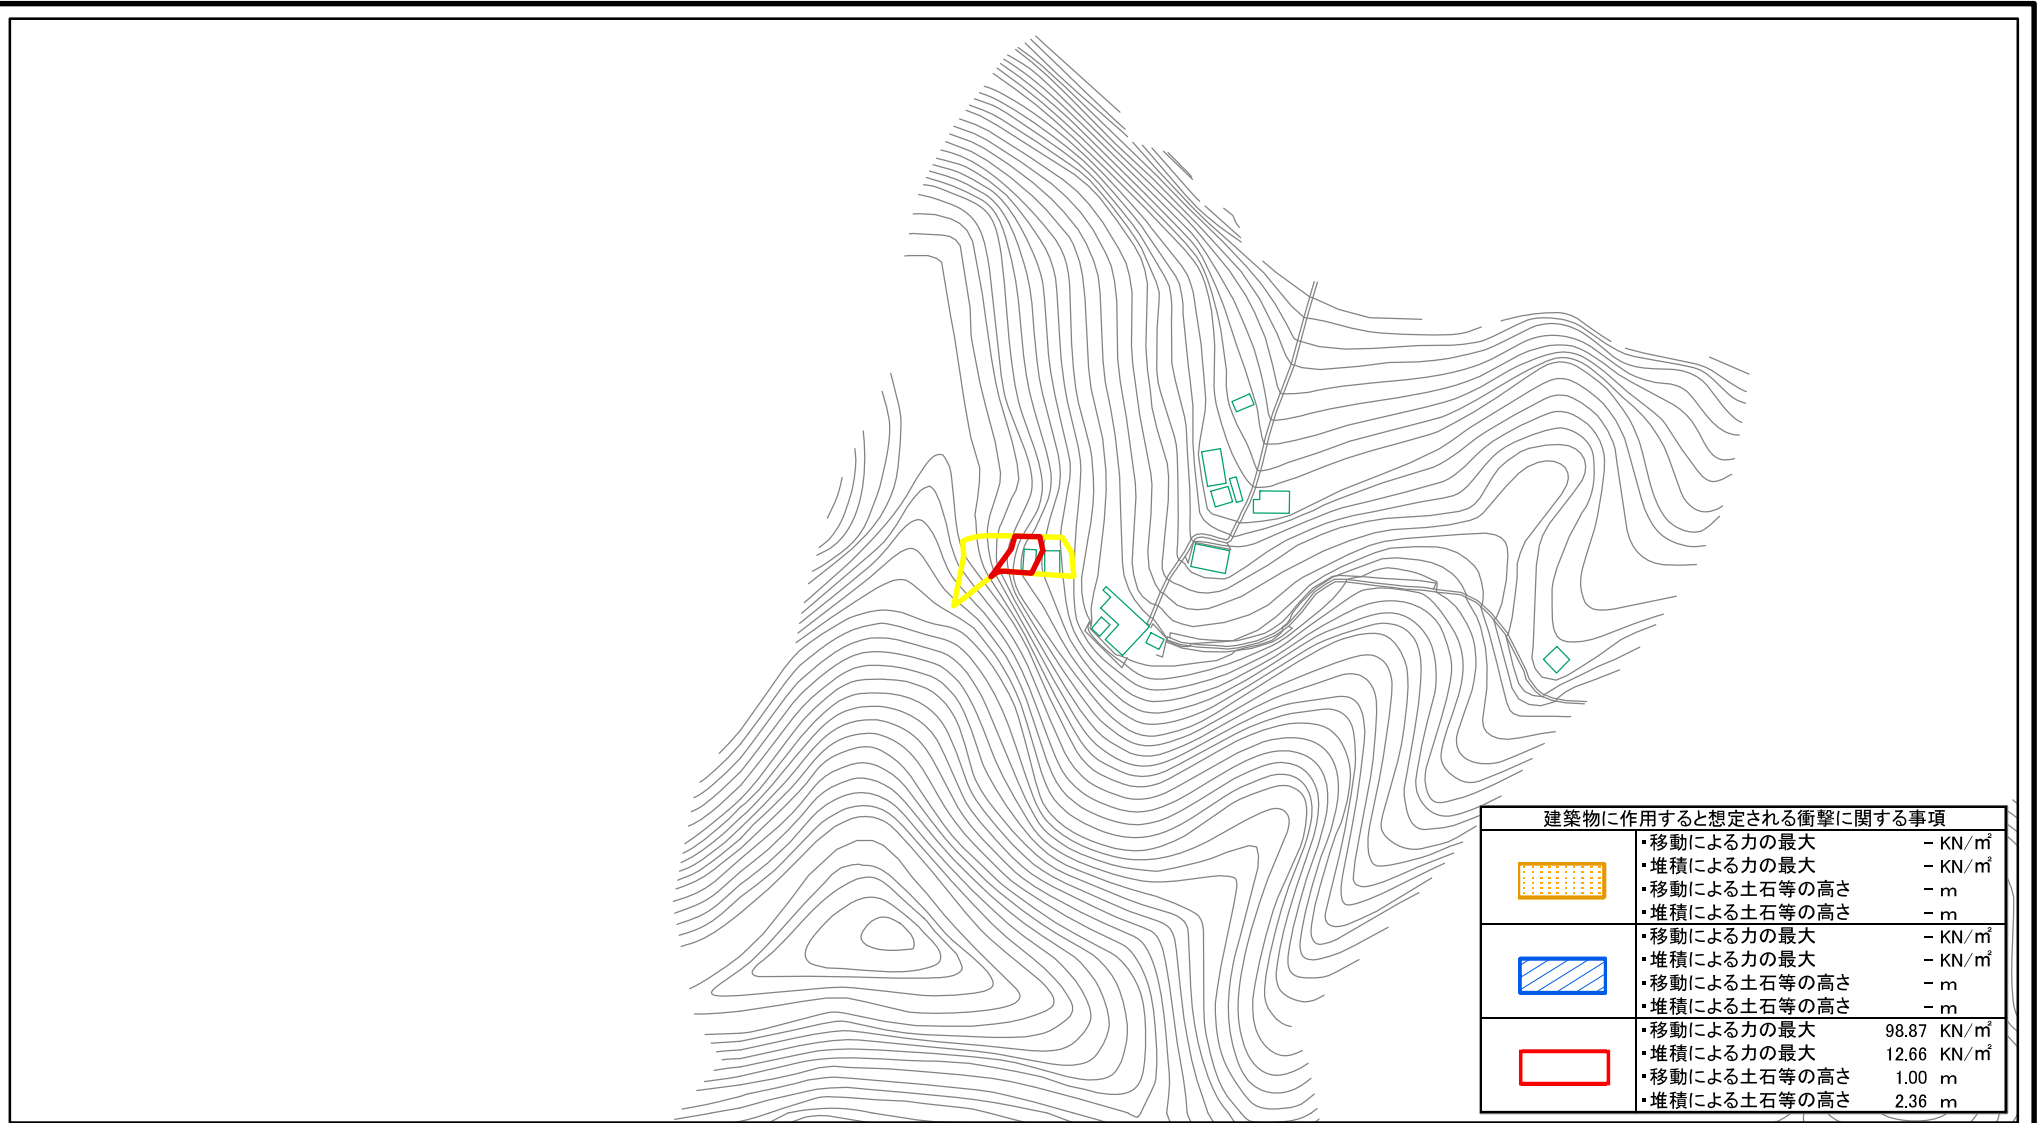 建築物に作用すると想定される衝撃に関する事項
・移動による力の最大 － KN/㎡
・堆積による力の最大 － KN/㎡
・移動による土石等の高さ － m
・堆積による土石等の高さ － m
・移動による力の最大 － KN/㎡
・堆積による力の最大 － KN/㎡
・移動による土石等の高さ － m
・堆積による土石等の高さ － m
・移動による力の最大 98.87 KN/㎡
・堆積による力の最大 12.66 KN/㎡
・移動による土石等の高さ 1.00 m
・堆積による土石等の高さ 2.36 m